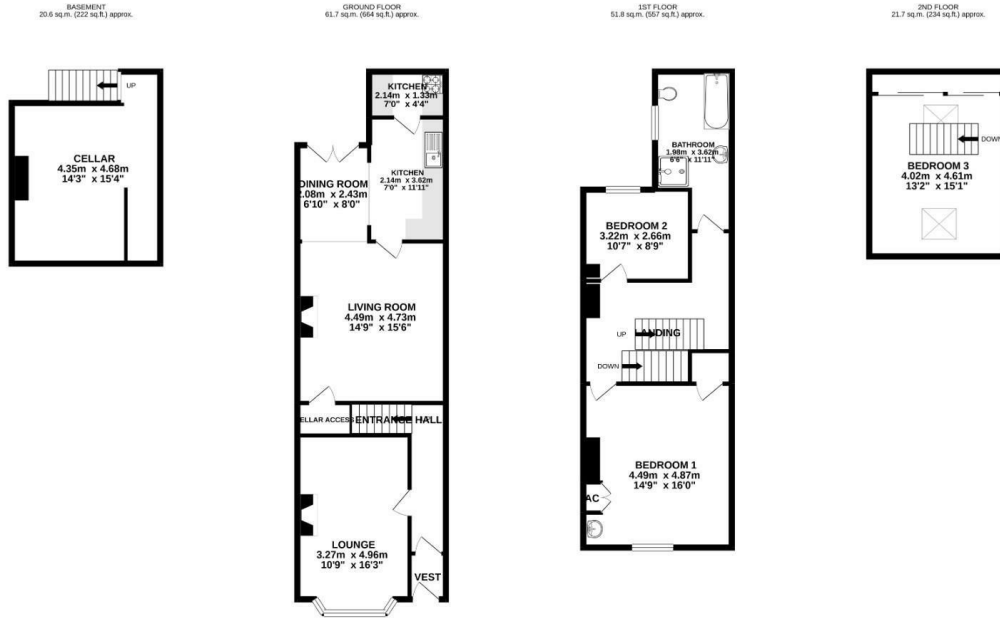 BASEMENT
20.6 sq.m. (222 sq.ft.) approx.
UP
CELLAR
4.35m x 4.68m
14'3" x 15'4"
GROUND FLOOR
61.7 sq.m. (664 sq.ft.) approx.
KITCHEN
2.14m x 1.33m
7'0" x 4'4"
KITCHEN
2.14m x 3.62m
7'0" x 11'11"
DINING ROOM
2.08m x 2.43m
6'10" x 8'0"
LIVING ROOM
4.49m x 4.73m
14'9" x 15'6"
CELLAR ACCESS
ENTRANCE HALL
LOUNGE
3.27m x 4.96m
10'9" x 16'3"
VEST
1ST FLOOR
51.8 sq.m. (557 sq.ft.) approx.
BATHROOM
1.98m x 3.62m
6'6" x 11'11"
BEDROOM 2
3.22m x 2.66m
10'7" x 8'9"
UP
LANDING
DOWN
BEDROOM 1
4.49m x 4.87m
14'9" x 16'0"
AC
2ND FLOOR
21.7 sq.m. (234 sq.ft.) approx.
DOWN
BEDROOM 3
4.02m x 4.61m
13'2" x 15'1"